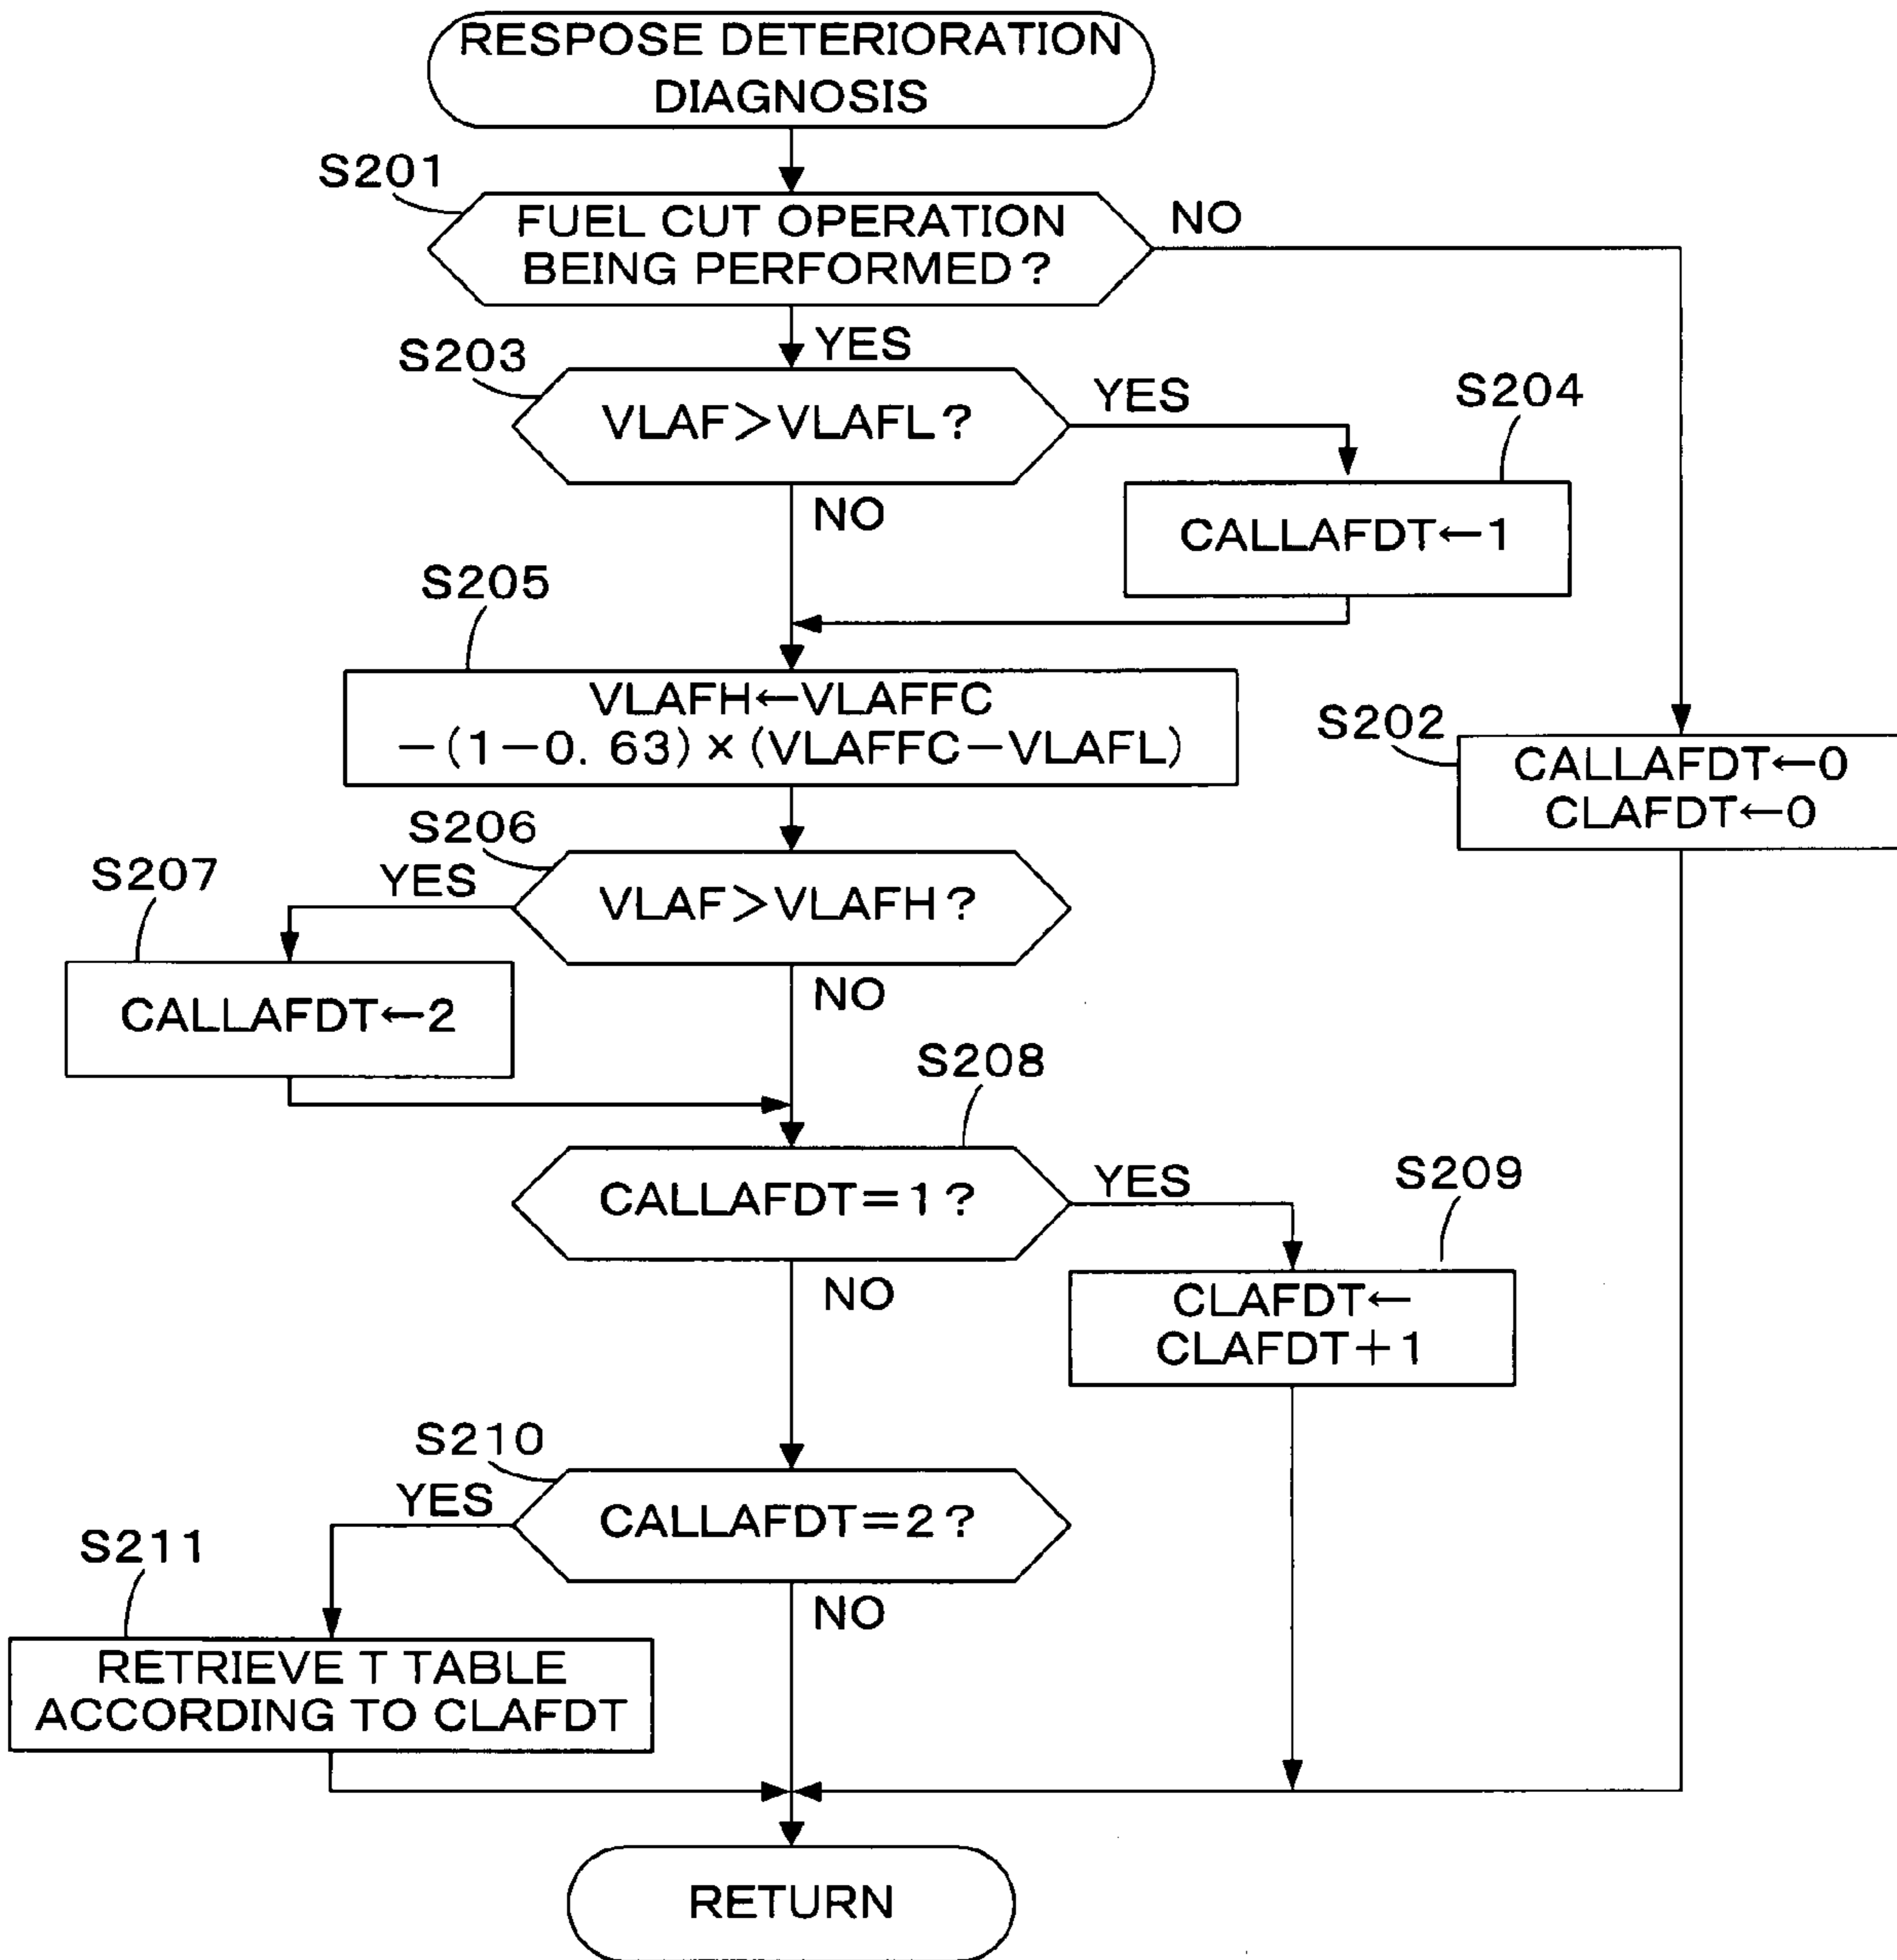 RESPOSE DETERIORATION
DIAGNOSIS
S201
FUEL CUT OPERATION
BEING PERFORMED?
NO
YES
S203
VLAF>VLAFL?
YES
S204
NO
CALLAFDT←1
S205
VLAFH←VLAFFC
-(1-0. 63)×(VLAFFC-VLAFL)
S202
CALLAFDT←0
CLAFDT←0
S206
S207
YES
VLAF>VLAFH?
CALLAFDT←2
NO
S208
CALLAFDT=1?
YES
S209
NO
CLAFDT←
CLAFDT+1
S210
YES
CALLAFDT=2?
S211
NO
RETRIEVE T TABLE
ACCORDING TO CLAFDT
RETURN